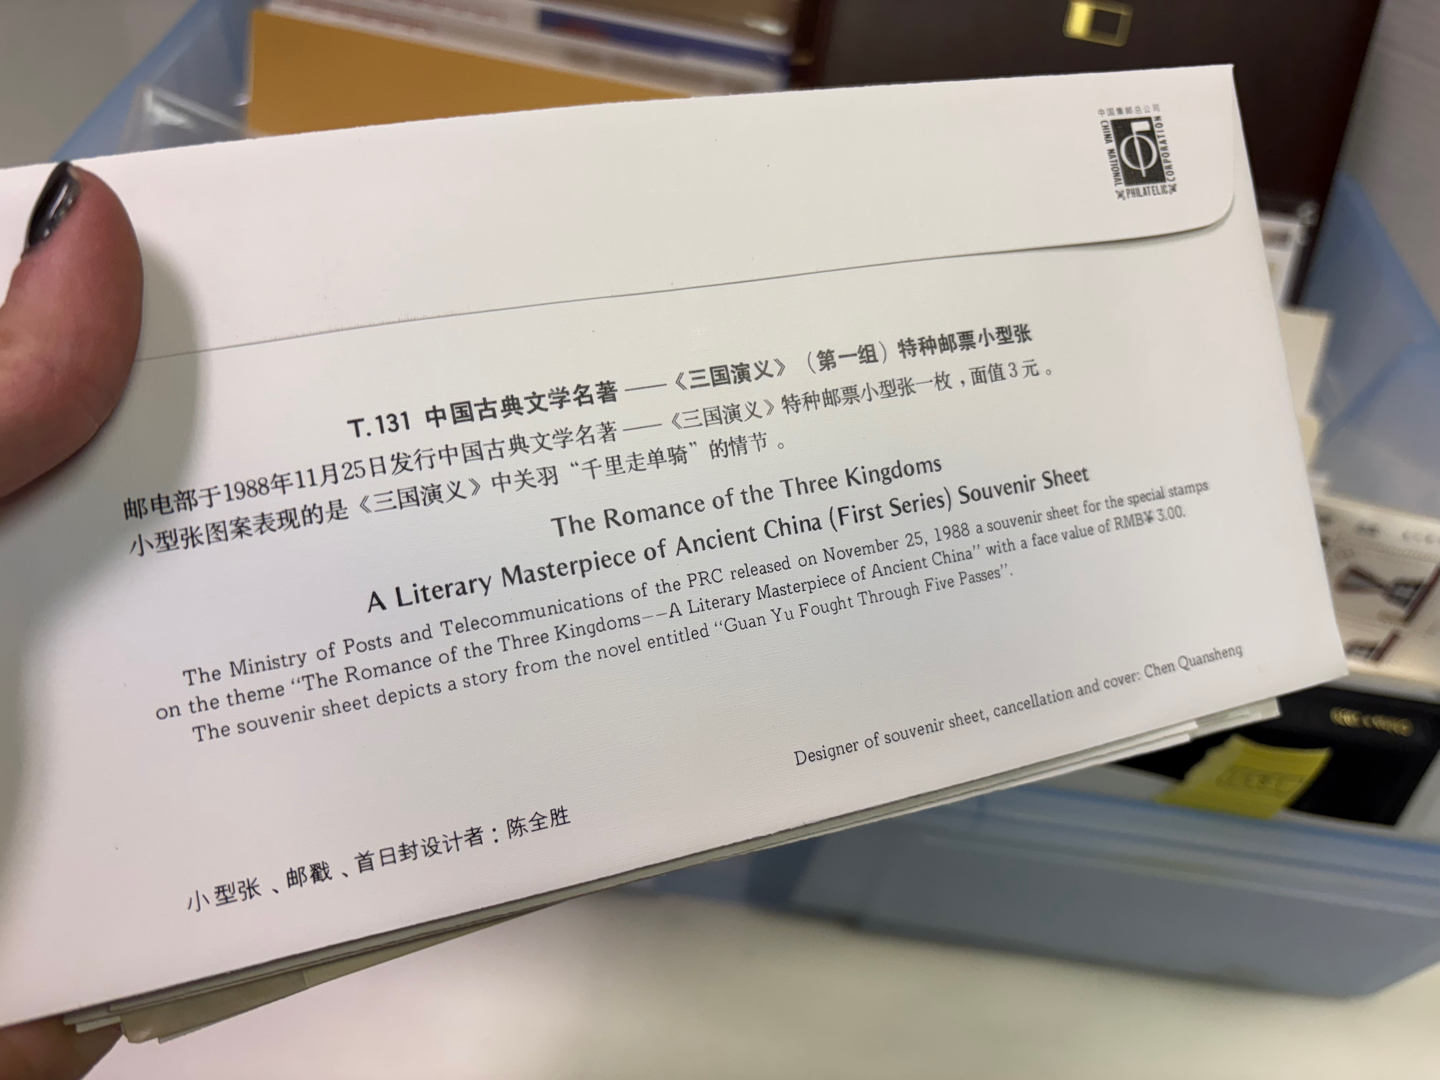 中国集邮总公司
CHINA NATIONAL
PHILATELIC
CORPORATION
T.131 中国古典文学名著——《三国演义》（第一组）特种邮票小型张
邮电部于1988年11月25日发行中国古典文学名著——《三国演义》特种邮票小型张一枚，面值3元。
小型张图案表现的是《三国演义》中关羽“千里走单骑”的情节。
The Romance of the Three Kingdoms
A Literary Masterpiece of Ancient China (First Series) Souvenir Sheet
The Ministry of Posts and Telecommunications of the PRC released on November 25, 1988 a souvenir sheet for the special stamps
on the theme “The Romance of the Three Kingdoms——A Literary Masterpiece of Ancient China” with a face value of RMB¥ 3.00.
The souvenir sheet depicts a story from the novel entitled “Guan Yu Fought Through Five Passes”.
Designer of souvenir sheet, cancellation and cover: Chen Quansheng
小型张、邮戳、首日封设计者：陈全胜